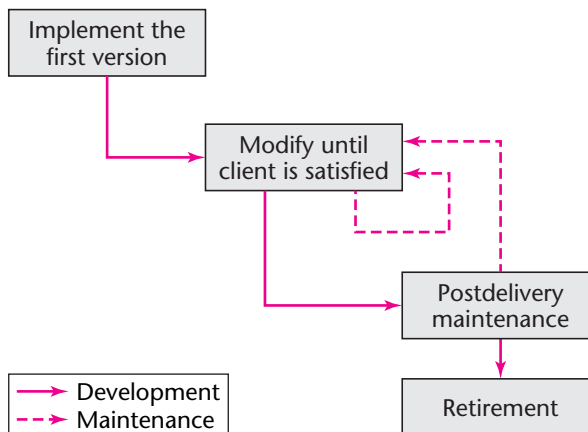 Implement the
first version
Modify until
client is satisfied
Postdelivery
maintenance
Development
Maintenance
Retirement